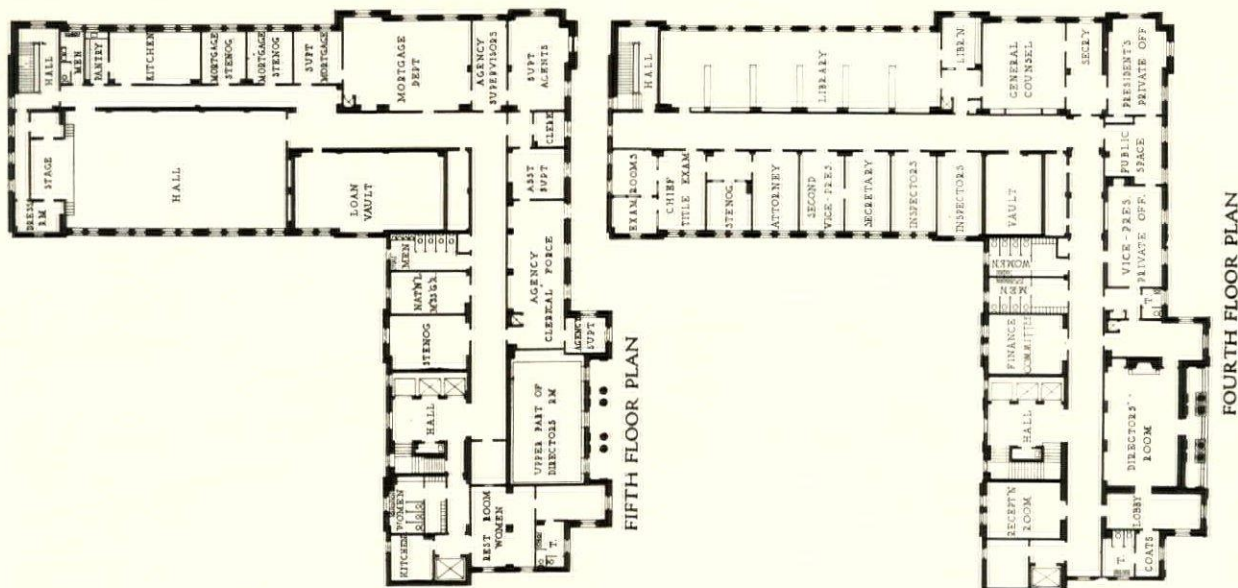 HALL
MEN
PANTRY
KITCHEN
MORTGAGE
STENOG
MORTGAGE
STENOG
SUPT
MORTGAGE
MORTGAGE
DEPT
AGENCY
SUPERVISORS
SUPT
AGENTS
CLERK
STAGE
DRESS
RM
HALL
LOAN
VAULT
ASST
SUPT
MEN
NAT'N'L
MSG'R
AGENCY
CLERICAL FORCE
AGENCY
SUPT
STENOG
HALL
UPPER PART OF
DIRECTORS RM
WOMEN
KITCHEN
REST ROOM
WOMEN
T.
FIFTH FLOOR PLAN
HALL
LIBRARY
LIBR'N
GENERAL
COUNSEL
SECRY
PRESIDENT'S
PRIVATE OFF
EXAM ROOMS
CHIEF
TITLE EXAM
STENOG
ATTORNEY
SECOND
VICE-PRES.
SECRETARY
INSPECTORS
INSPECTORS
VAULT
PUBLIC
SPACE
VICE-PRES.
PRIVATE OFF.
WOMEN
MEN
T.
FINANCE
COMMITTEE
HALL
DIRECTORS'
ROOM
RECEPT'N
ROOM
LOBBY
T.
COATS
FOURTH FLOOR PLAN